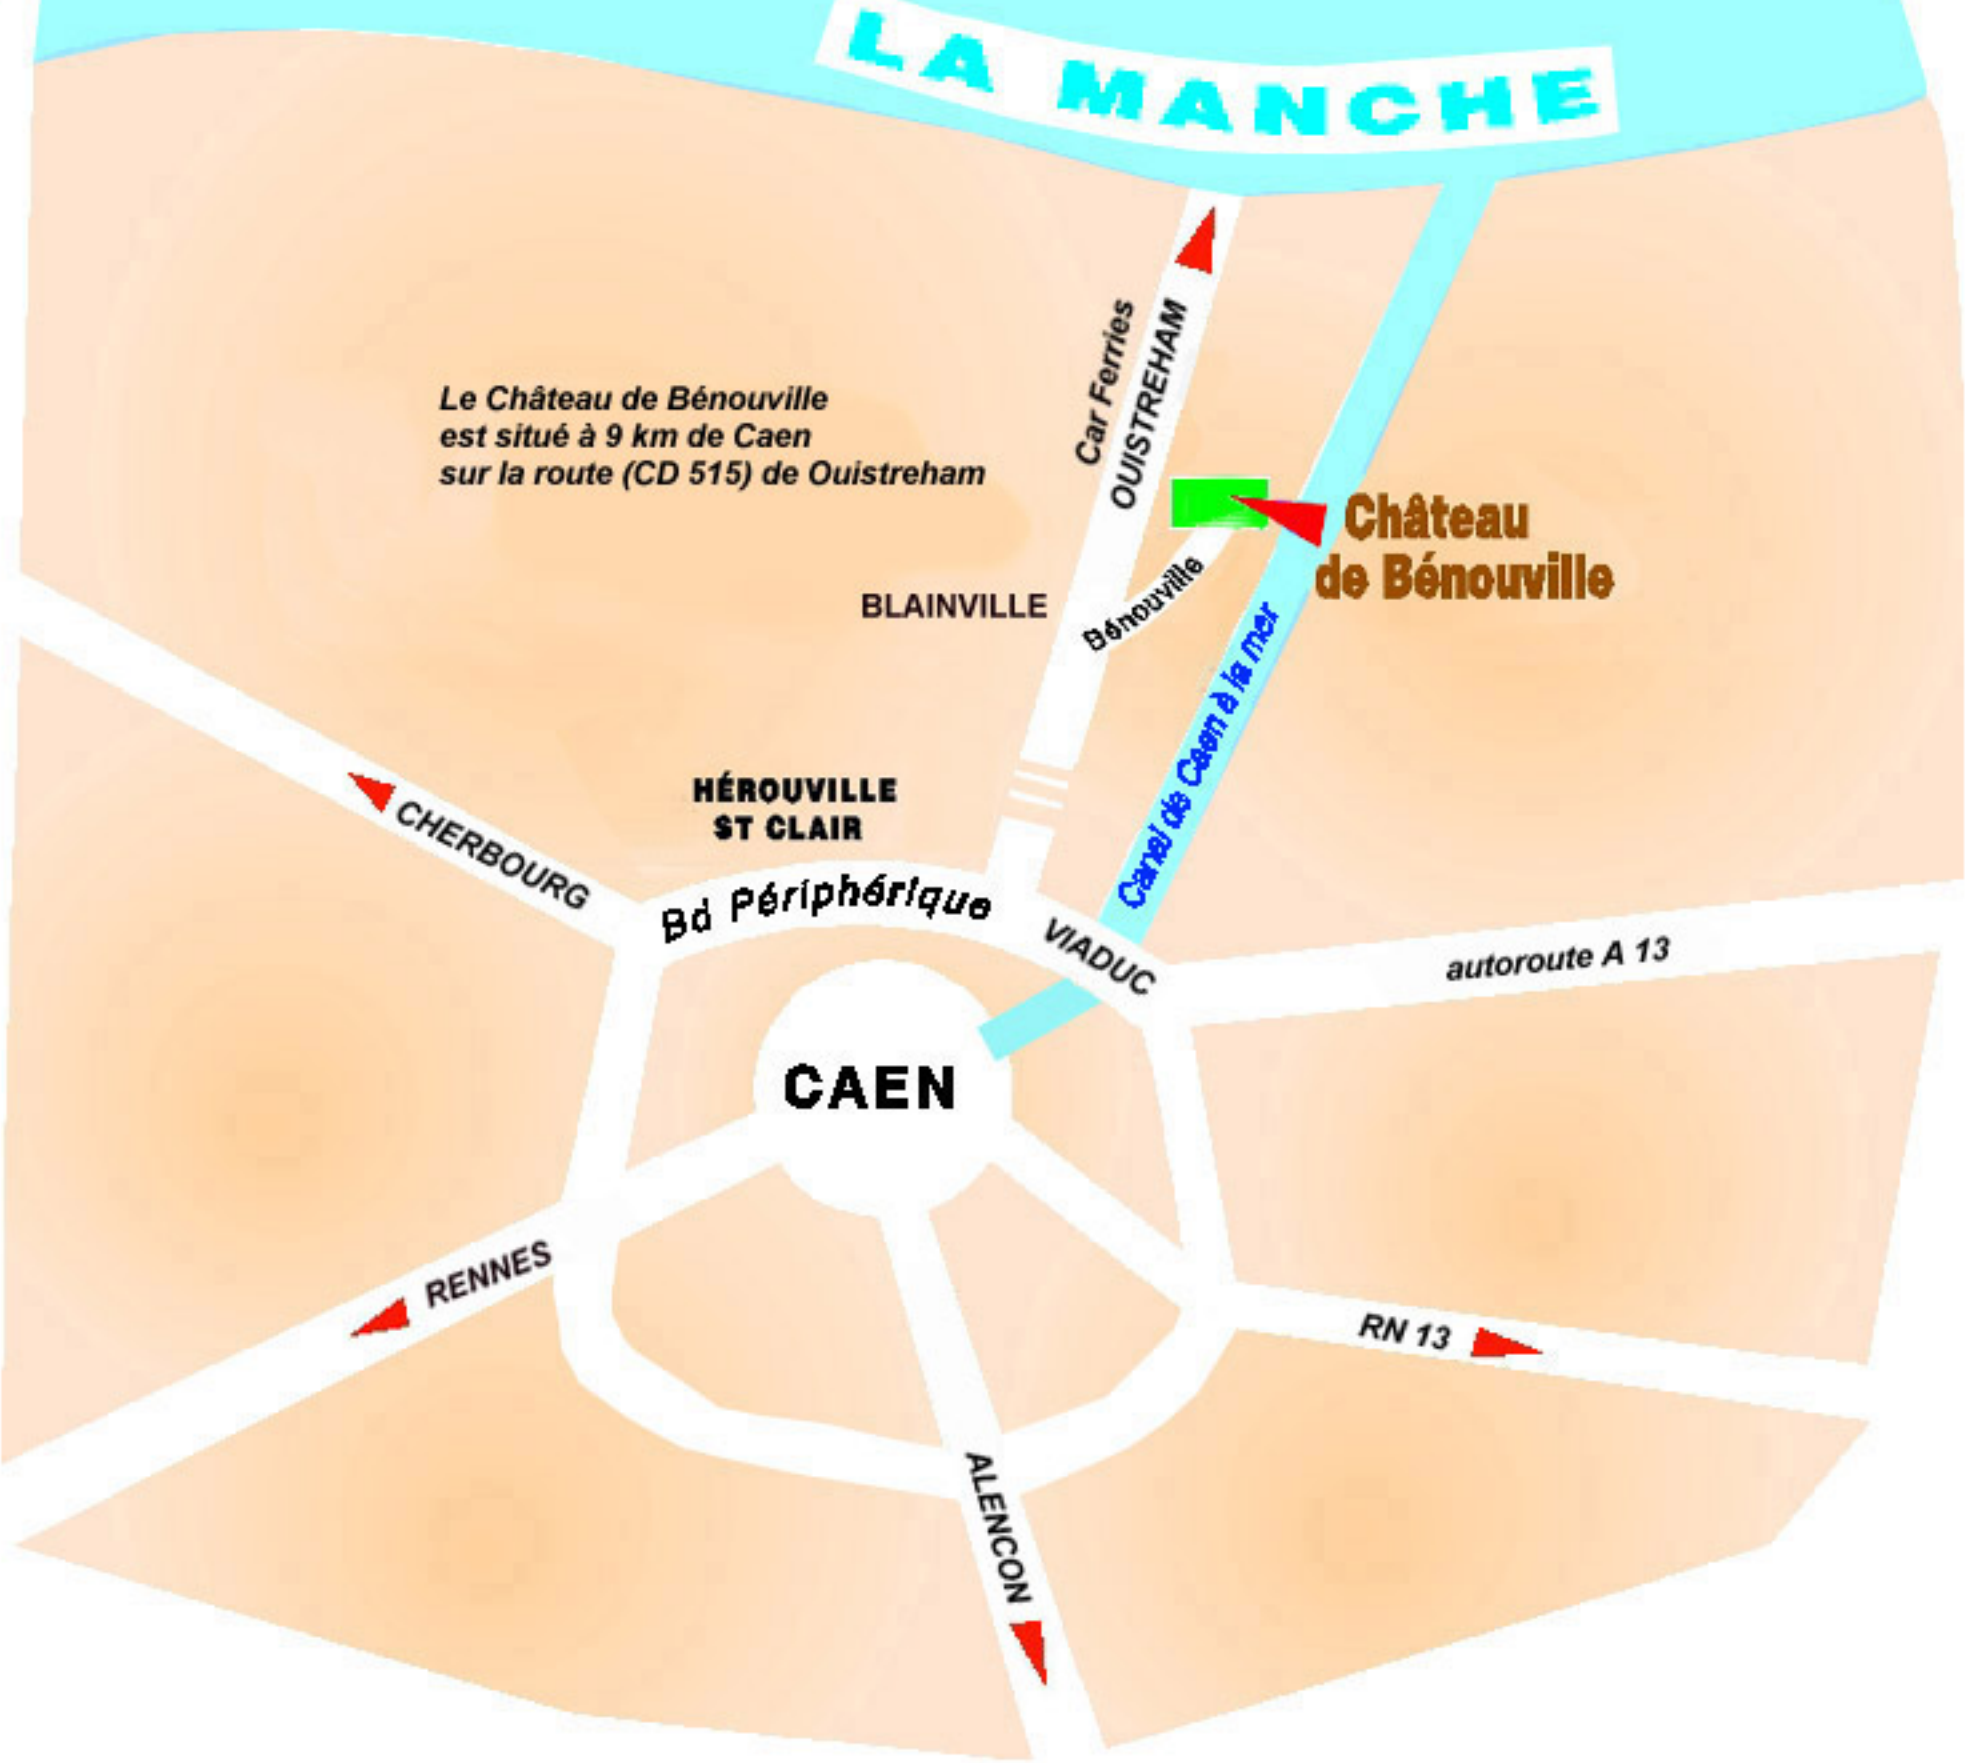 LA MANCHE
Car Ferries
OUISTREHAM
Le Château de Bénouville
est situé à 9 km de Caen
sur la route (CD 515) de Ouistreham
Château
de Bénouville
BLAINVILLE
Bénouville
Canal de Caen à la mer
HÉROUVILLE
ST CLAIR
CHERBOURG
Bd Périphérique
VIADUC
autoroute A 13
CAEN
RENNES
RN 13
ALENCON